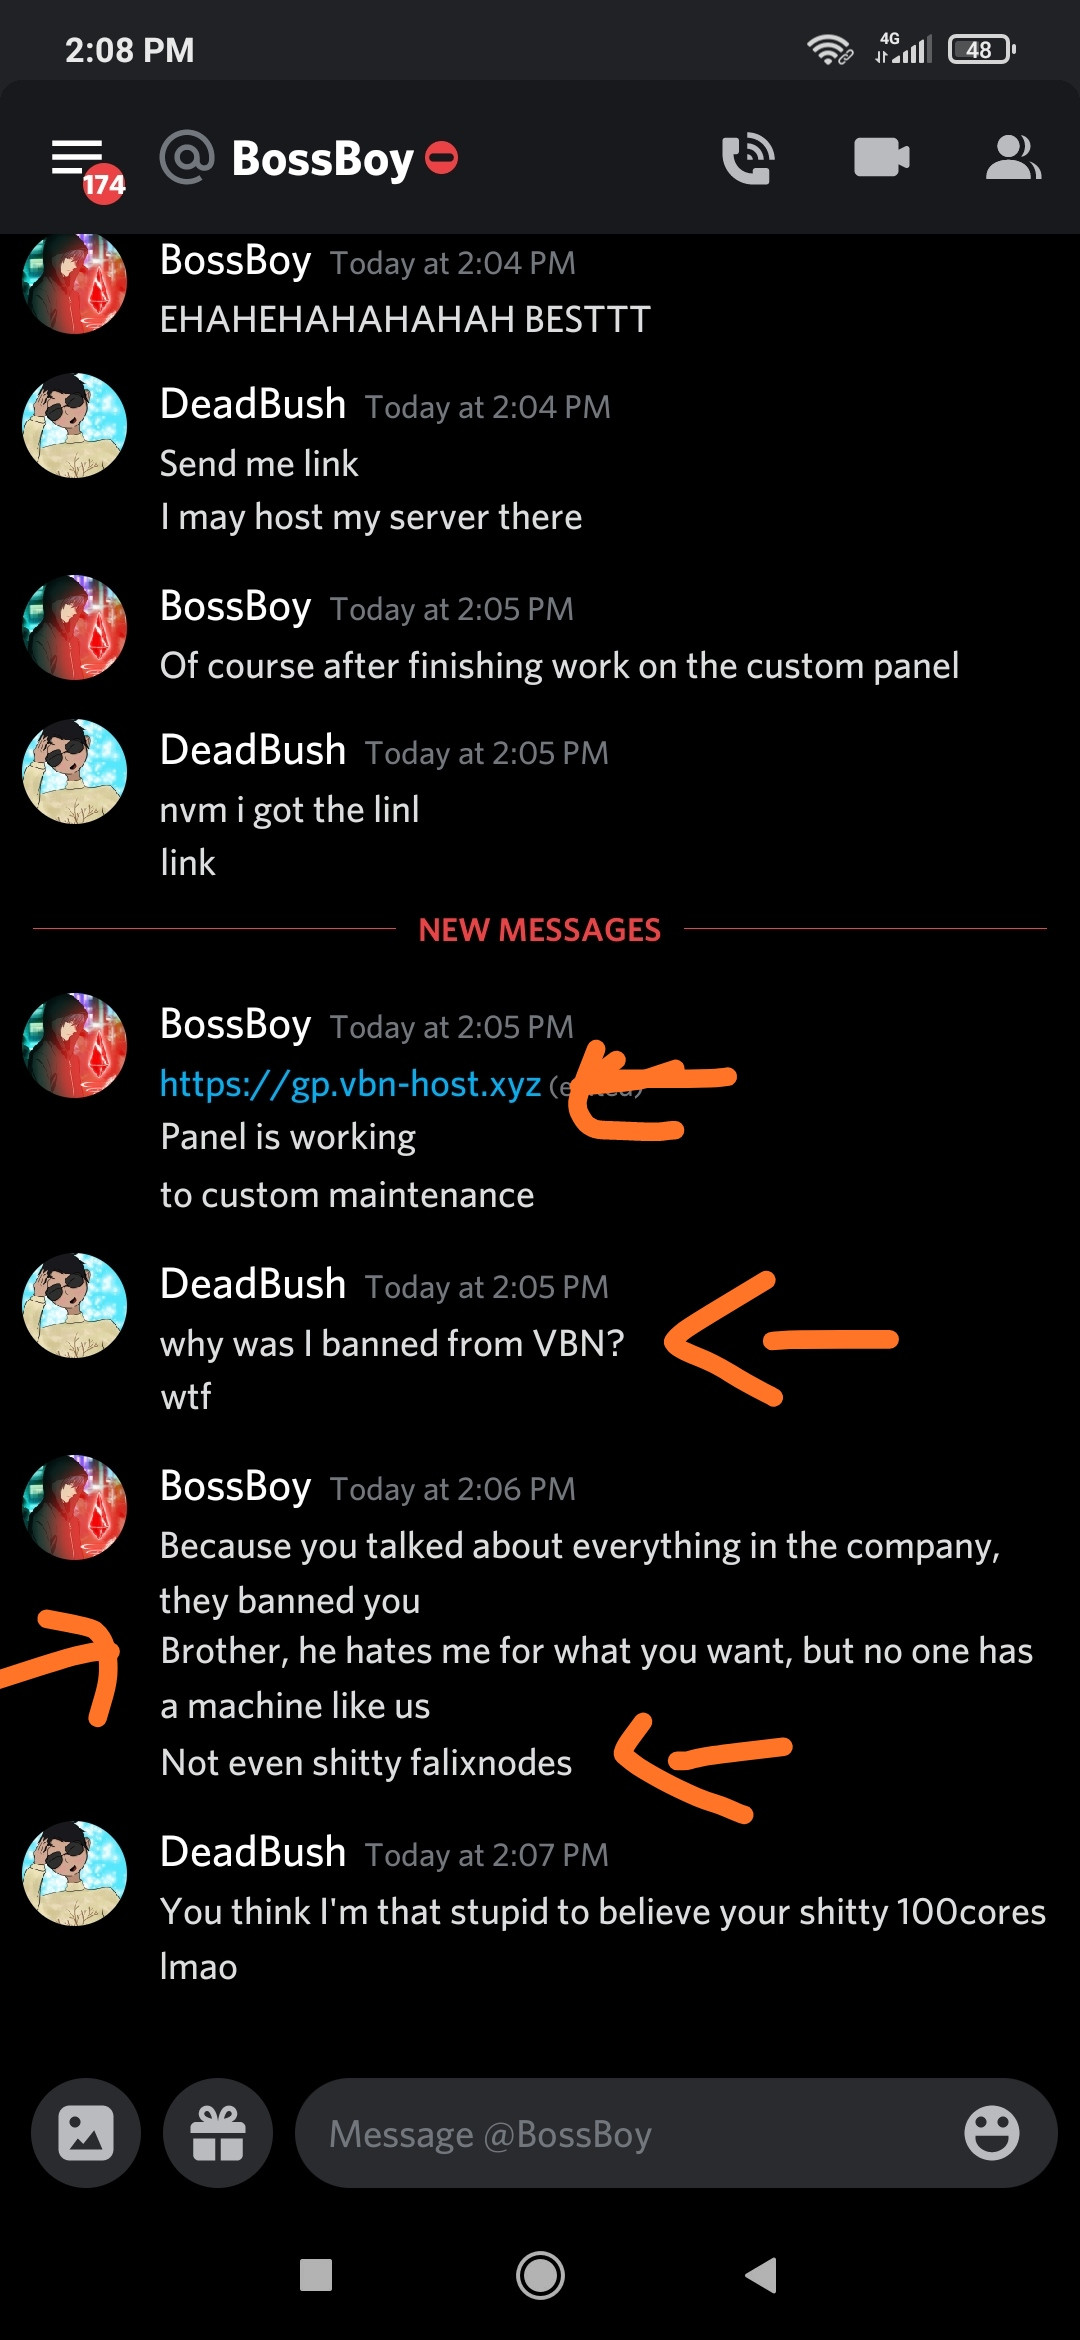 2:08 PM
4G
48
174
BossBoy
BossBoy Today at 2:04 PM
EHAHEHAHAHAHAH BESTTT
DeadBush Today at 2:04 PM
Send me link
I may host my server there
BossBoy Today at 2:05 PM
Of course after finishing work on the custom panel
DeadBush Today at 2:05 PM
nvm i got the linl
link
NEW MESSAGES
BossBoy Today at 2:05 PM
https://gp.vbn-host.xyz
Panel is working
to custom maintenance
DeadBush Today at 2:05 PM
why was I banned from VBN?
wtf
BossBoy Today at 2:06 PM
Because you talked about everything in the company,
they banned you
Brother, he hates me for what you want, but no one has
a machine like us
Not even shitty falixnodes
DeadBush Today at 2:07 PM
You think I'm that stupid to believe your shitty 100cores
lmao
Message @BossBoy